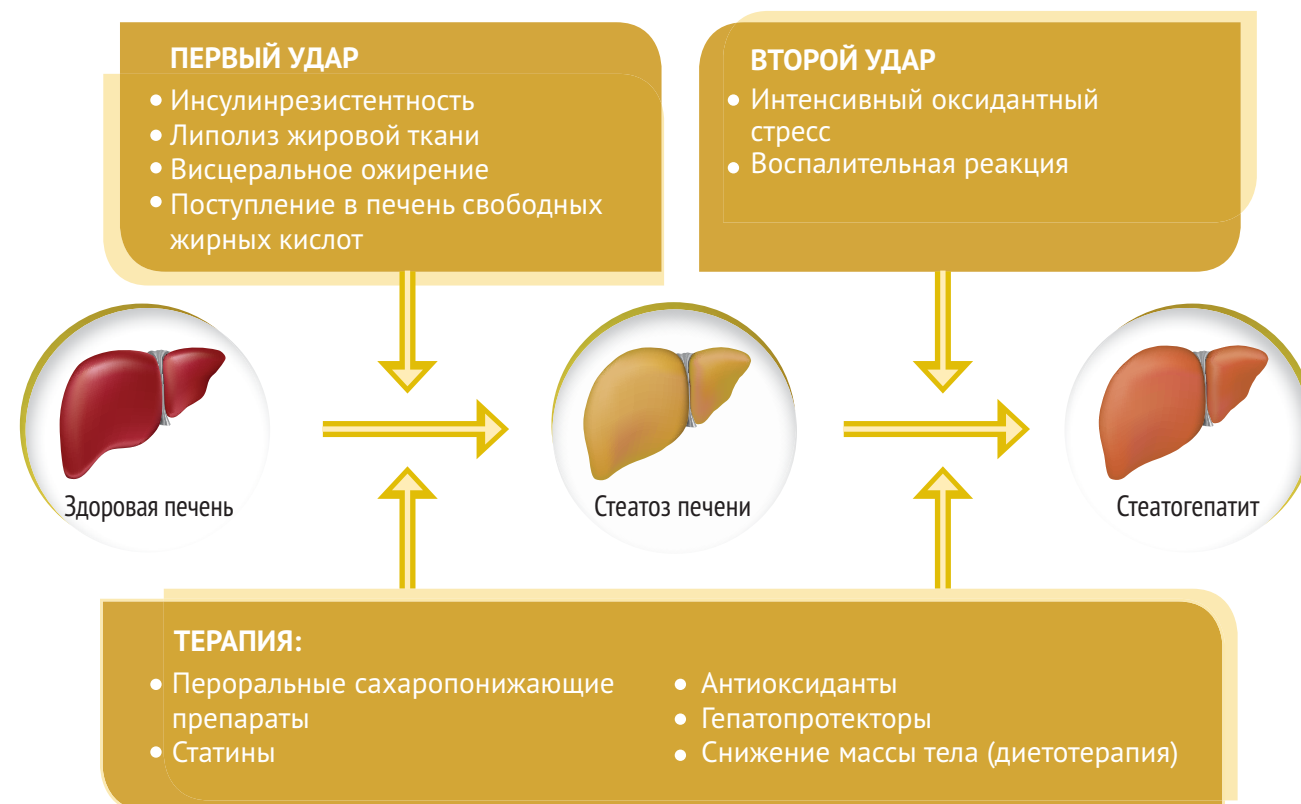 ПЕРВЫЙ УДАР
• Инсулинрезистентность
• Липолиз жировой ткани
• Висцеральное ожирение
• Поступление в печень свободных
жирных кислот
ВТОРОЙ УДАР
• Интенсивный оксидантный
стресс
• Воспалительная реакция
Здоровая печень
Стеатоз печени
Стеатогепатит
ТЕРАПИЯ:
• Пероральные сахаропонижающие
препараты
• Статины
• Антиоксиданты
• Гепатопротекторы
• Снижение массы тела (диетотерапия)